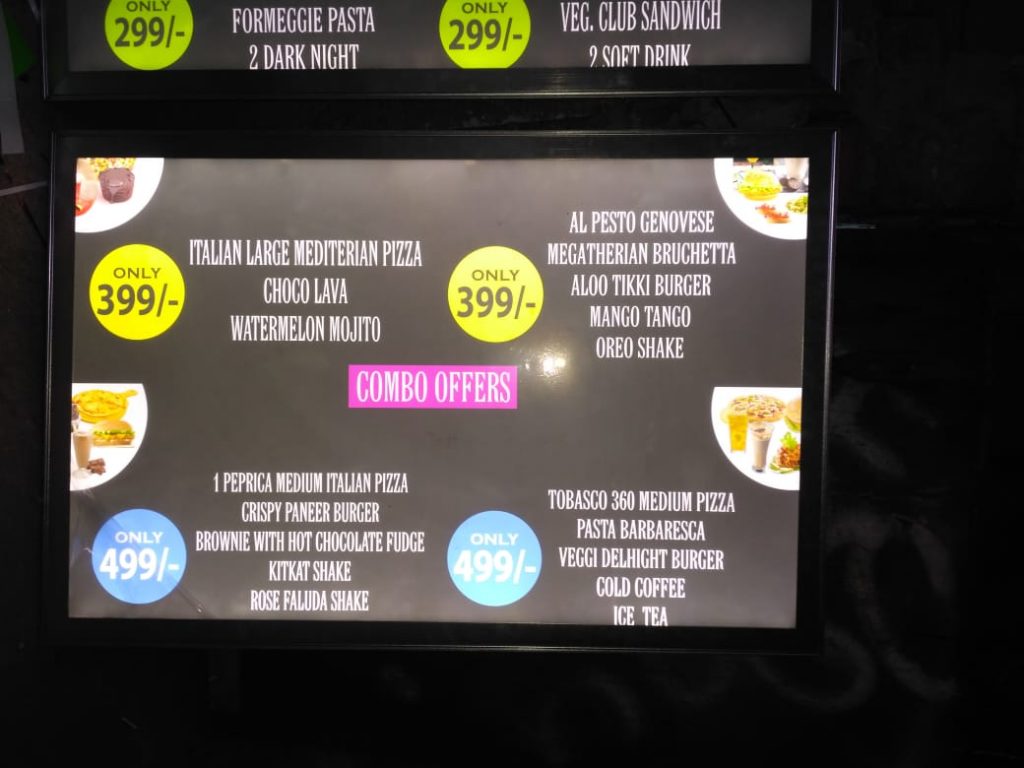 ONLY
299/-
FORMEGGIE PASTA
2 DARK NIGHT
ONLY
299/-
VEG. CLUB SANDWICH
2 SOFT DRINK
ONLY
399/-
ITALIAN LARGE MEDITERIAN PIZZA
CHOCO LAVA
WATERMELON MOJITO
ONLY
399/-
AL PESTO GENOVESE
MEGATHERIAN BRUCHETTA
ALOO TIKKI BURGER
MANGO TANGO
OREO SHAKE
COMBO OFFERS
ONLY
499/-
1 PEPRICA MEDIUM ITALIAN PIZZA
CRISPY PANEER BURGER
BROWNIE WITH HOT CHOCOLATE FUDGE
KITKAT SHAKE
ROSE FALUDA SHAKE
ONLY
499/-
TOBASCO 360 MEDIUM PIZZA
PASTA BARBARESCA
VEGGI DELHIGHT BURGER
COLD COFFEE
ICE TEA